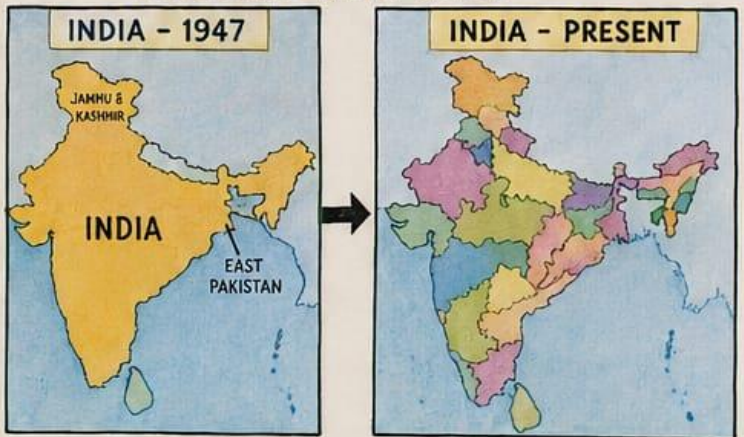 INDIA - 1947
JAMMU &
KASHMIR
INDIA
EAST
PAKISTAN
INDIA - PRESENT